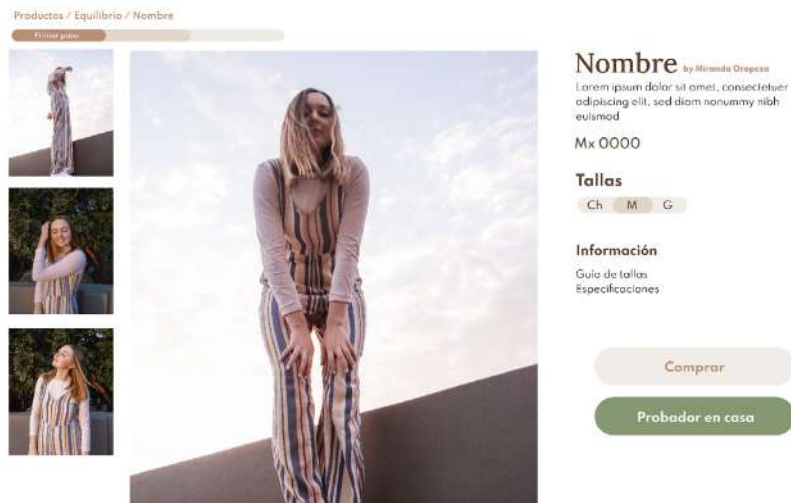 Productos / Equilibrio / Nombre
Primer paso
Nombre by Miranda Oropeza
Lorem ipsum dolor sit amet, consectetuer
adipiscing elit, sed diam nonummy nibh
euismod
Mx 0000
Tallas
Ch M G
Información
Guía de tallas
Especificaciones
Comprar
Probador en casa